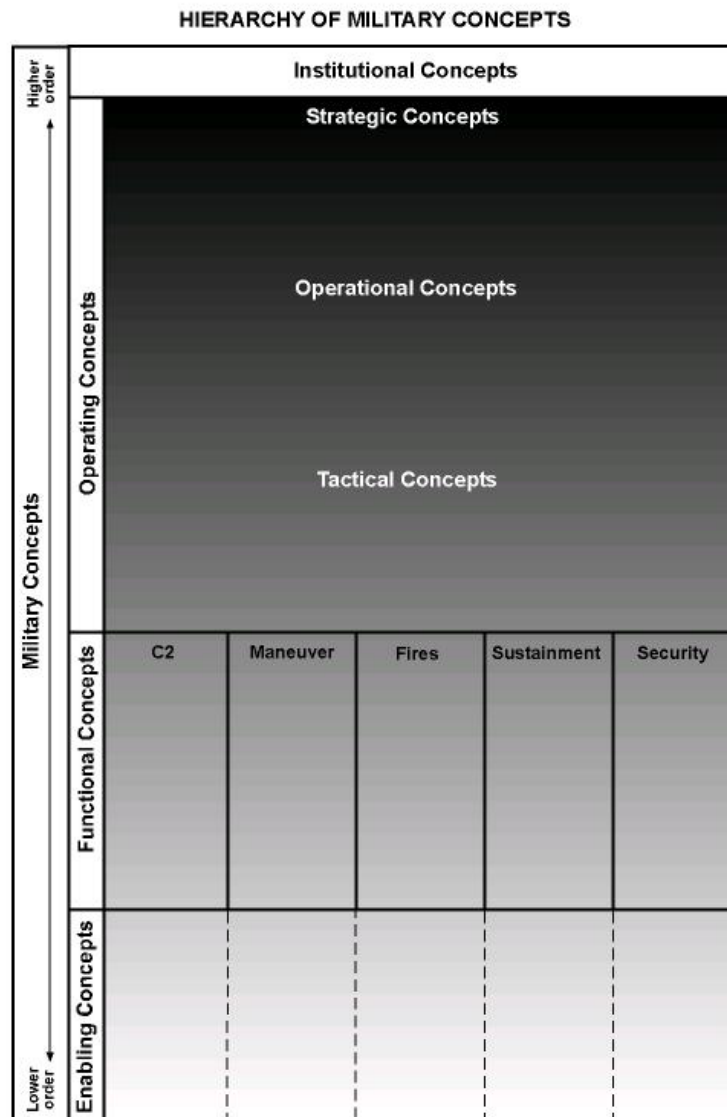 HIERARCHY OF MILITARY CONCEPTS
Higher
order
Institutional Concepts
Strategic Concepts
Operational Concepts
Tactical Concepts
Operating Concepts
Military Concepts
C2
Maneuver
Fires
Sustainment
Security
Functional Concepts
Enabling Concepts
Lower
order